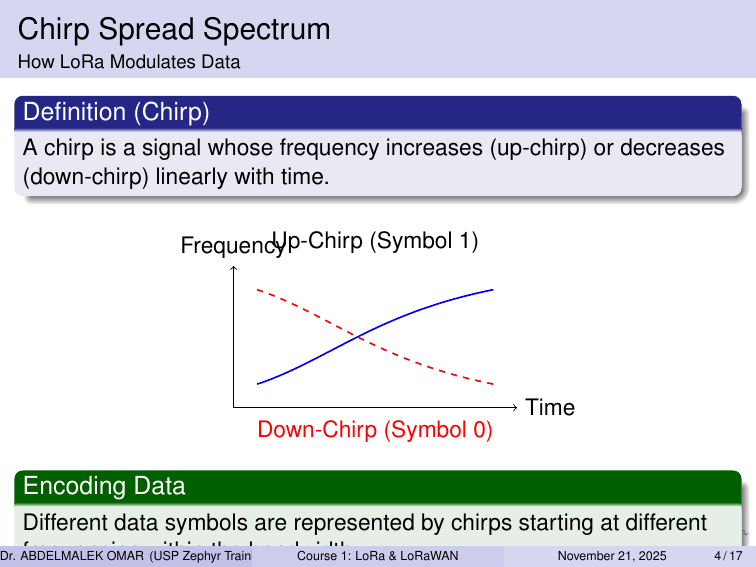 Chirp Spread Spectrum
How LoRa Modulates Data
Definition (Chirp)
A chirp is a signal whose frequency increases (up-chirp) or decreases
(down-chirp) linearly with time.
Up-Chirp (Symbol 1)
Frequency
Time
Down-Chirp (Symbol 0)
Encoding Data
Different data symbols are represented by chirps starting at different
Dr. ABDELMALEK OMAR (USP Zephyr Train
Course 1: LoRa & LoRaWAN
November 21, 2025
4 / 17